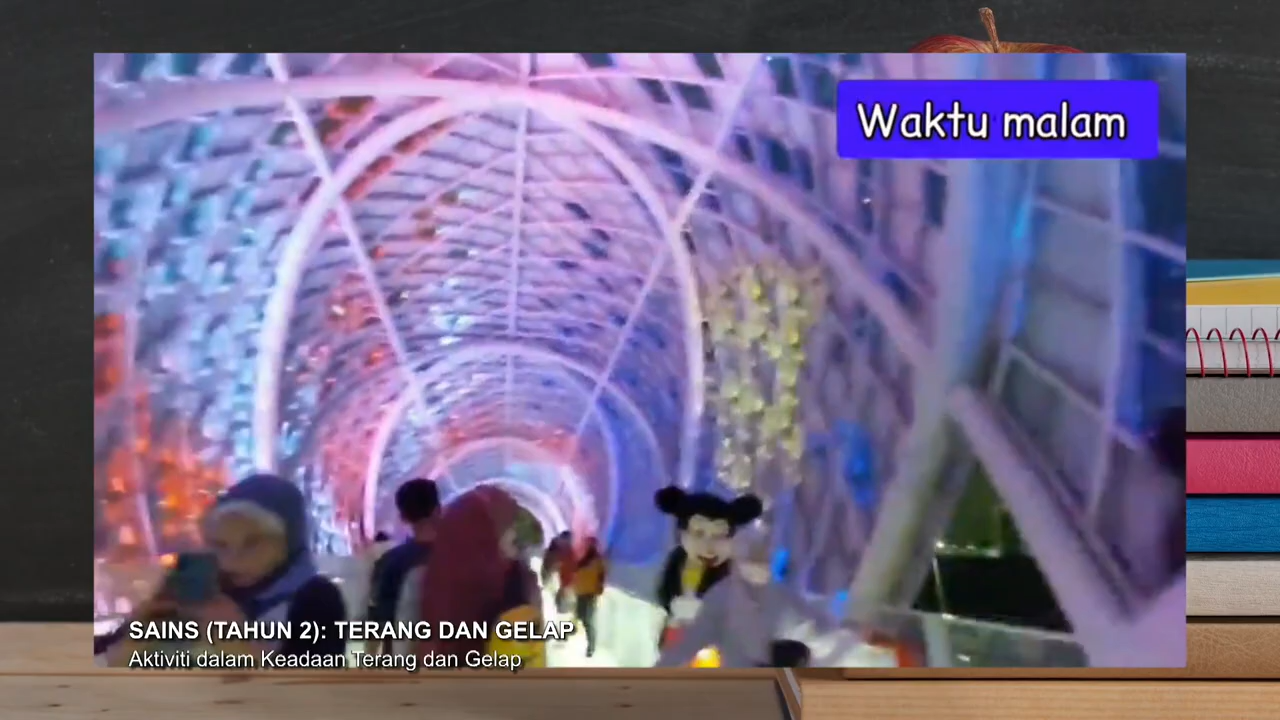 Waktu malam
SAINS (TAHUN 2): TERANG DAN GELAP
Aktiviti dalam Keadaan Terang dan Gelap